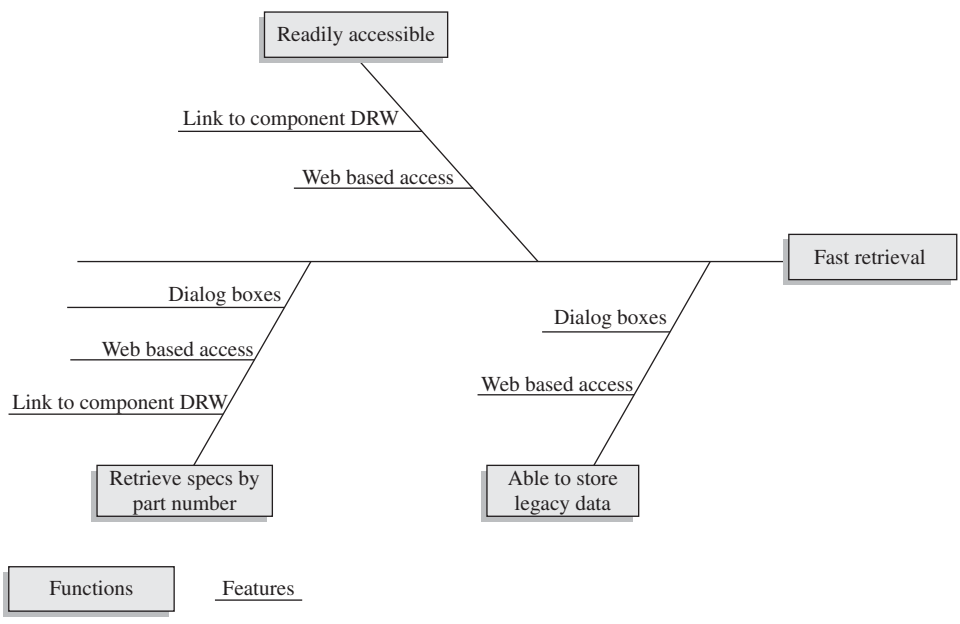 Readily accessible
Link to component DRW
Web based access
Fast retrieval
Dialog boxes
Web based access
Link to component DRW
Retrieve specs by
part number
Dialog boxes
Web based access
Able to store
legacy data
Functions
Features